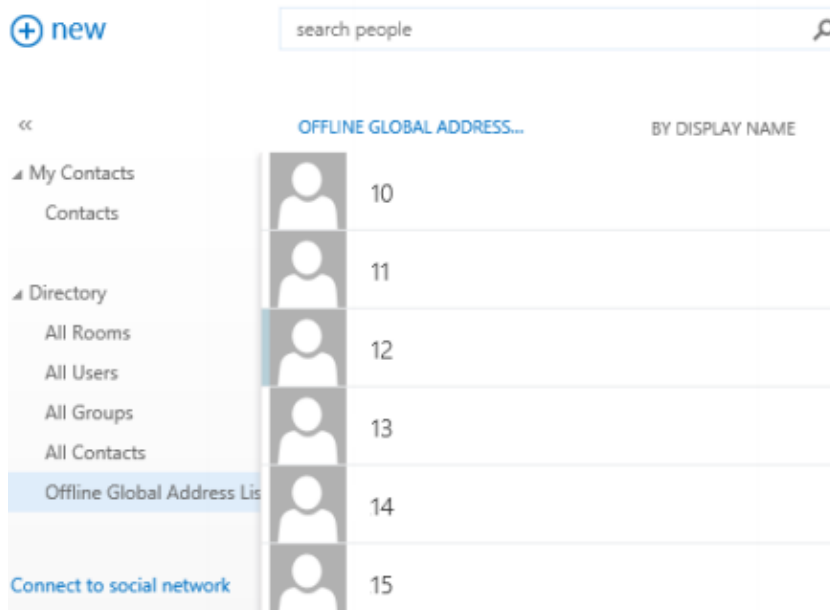 new
search people
«
OFFLINE GLOBAL ADDRESS...
BY DISPLAY NAME
My Contacts
Contacts
Directory
All Rooms
All Users
All Groups
All Contacts
Offline Global Address Lis
Connect to social network
10
11
12
13
14
15